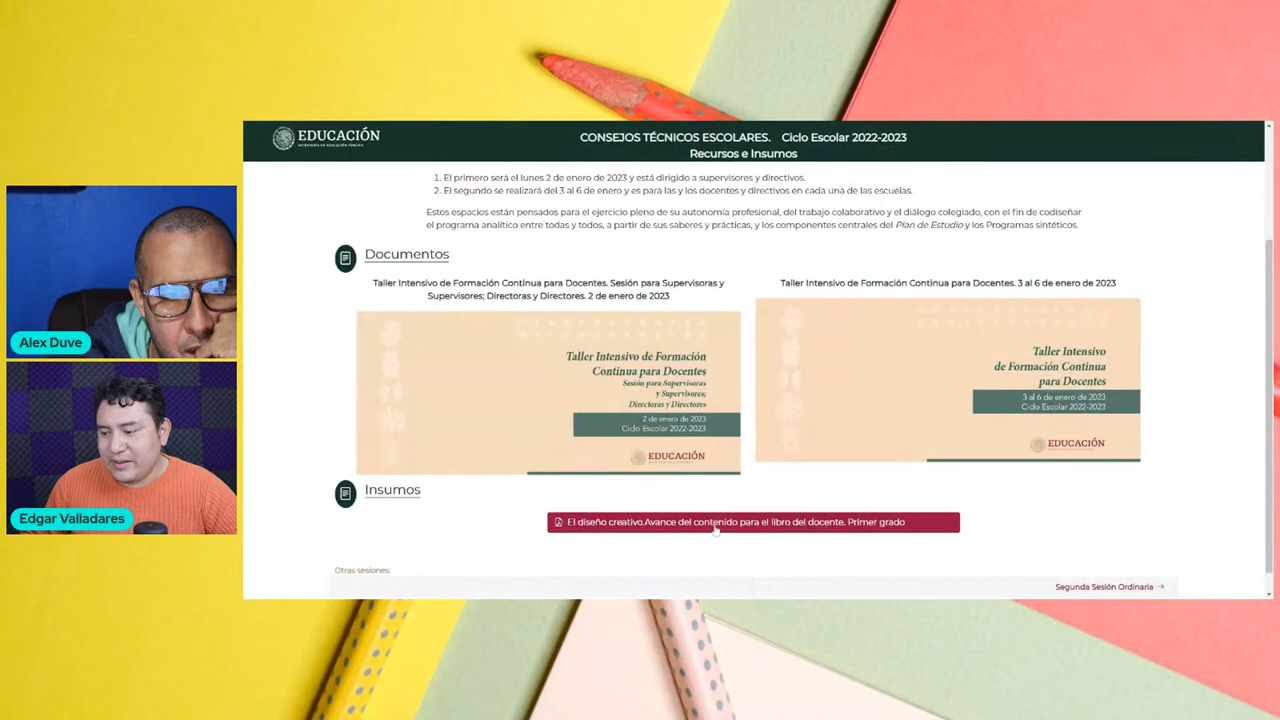 EDUCACIÓN
SECRETARÍA DE EDUCACIÓN PÚBLICA
CONSEJOS TÉCNICOS ESCOLARES. Ciclo Escolar 2022-2023
Recursos e Insumos
1. El primero será el lunes 2 de enero de 2023 y está dirigido a supervisores y directivos.
2. El segundo se realizará del 3 al 6 de enero y es para las y los docentes y directivos en cada una de las escuelas.
Estos espacios están pensados para el ejercicio pleno de su autonomía profesional, del trabajo colaborativo y el diálogo colegiado, con el fin de codiseñar
el programa analítico entre todas y todos, a partir de sus saberes y prácticas, y los componentes centrales del Plan de Estudio y los Programas sintéticos.
Documentos
Taller Intensivo de Formación Continua para Docentes. Sesión para Supervisoras y
Supervisores; Directoras y Directores. 2 de enero de 2023
Taller Intensivo de Formación
Continua para Docentes
Sesión para Supervisoras
y Supervisores;
Directoras y Directores
2 de enero de 2023
Ciclo Escolar 2022-2023
EDUCACIÓN
Taller Intensivo de Formación Continua para Docentes. 3 al 6 de enero de 2023
Taller Intensivo
de Formación Continua
para Docentes
3 al 6 de enero de 2023
Ciclo Escolar 2022-2023
EDUCACIÓN
Insumos
El diseño creativo.Avance del contenido para el libro del docente. Primer grado
Otras sesiones:
Segunda Sesión Ordinaria →
Alex Duve
Edgar Valladares